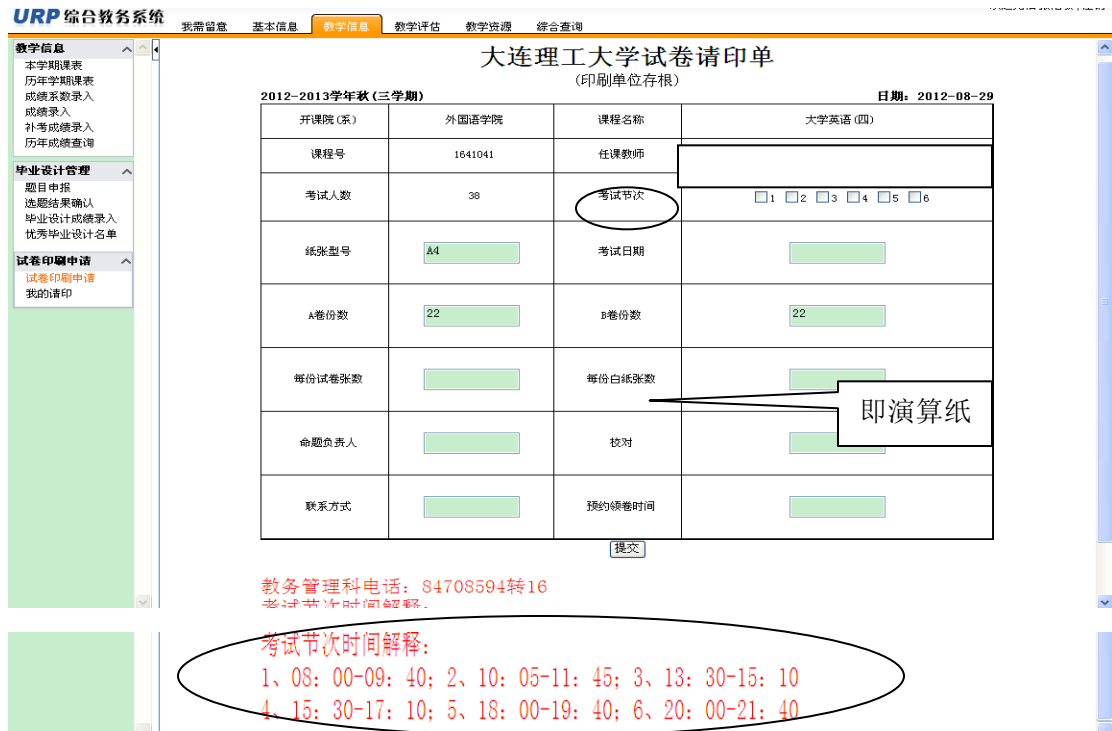 URP 综合教务系统
我需留意 基本信息 教学信息 教学评估 教学资源 综合查询
教学信息
本学期课表
历年学期课表
成绩系数录入
成绩录入
补考成绩录入
历年成绩查询
毕业设计管理
题目申报
选题结果确认
毕业设计成绩录入
优秀毕业设计名单
试卷印刷申请
试卷印刷申请
我的请印
大连理工大学试卷请印单
(印刷单位存根)
2012-2013学年秋(三学期) 日期: 2012-08-29
开课院(系) 外国语学院 课程名称 大学英语(四)
课程号 1641041 任课教师
考试人数 38 考试节次 1 2 3 4 5 6
纸张型号 A4 考试日期
A卷份数 22 B卷份数 22
每份试卷张数 每份白纸张数
即演算纸
命题负责人 校对
联系方式 预约领卷时间
提交
教务管理科电话: 84708594转16
考试节次时间解释:
考试节次时间解释:
1、08: 00-09: 40; 2、10: 05-11: 45; 3、13: 30-15: 10
4、15: 30-17: 10; 5、18: 00-19: 40; 6、20: 00-21: 40